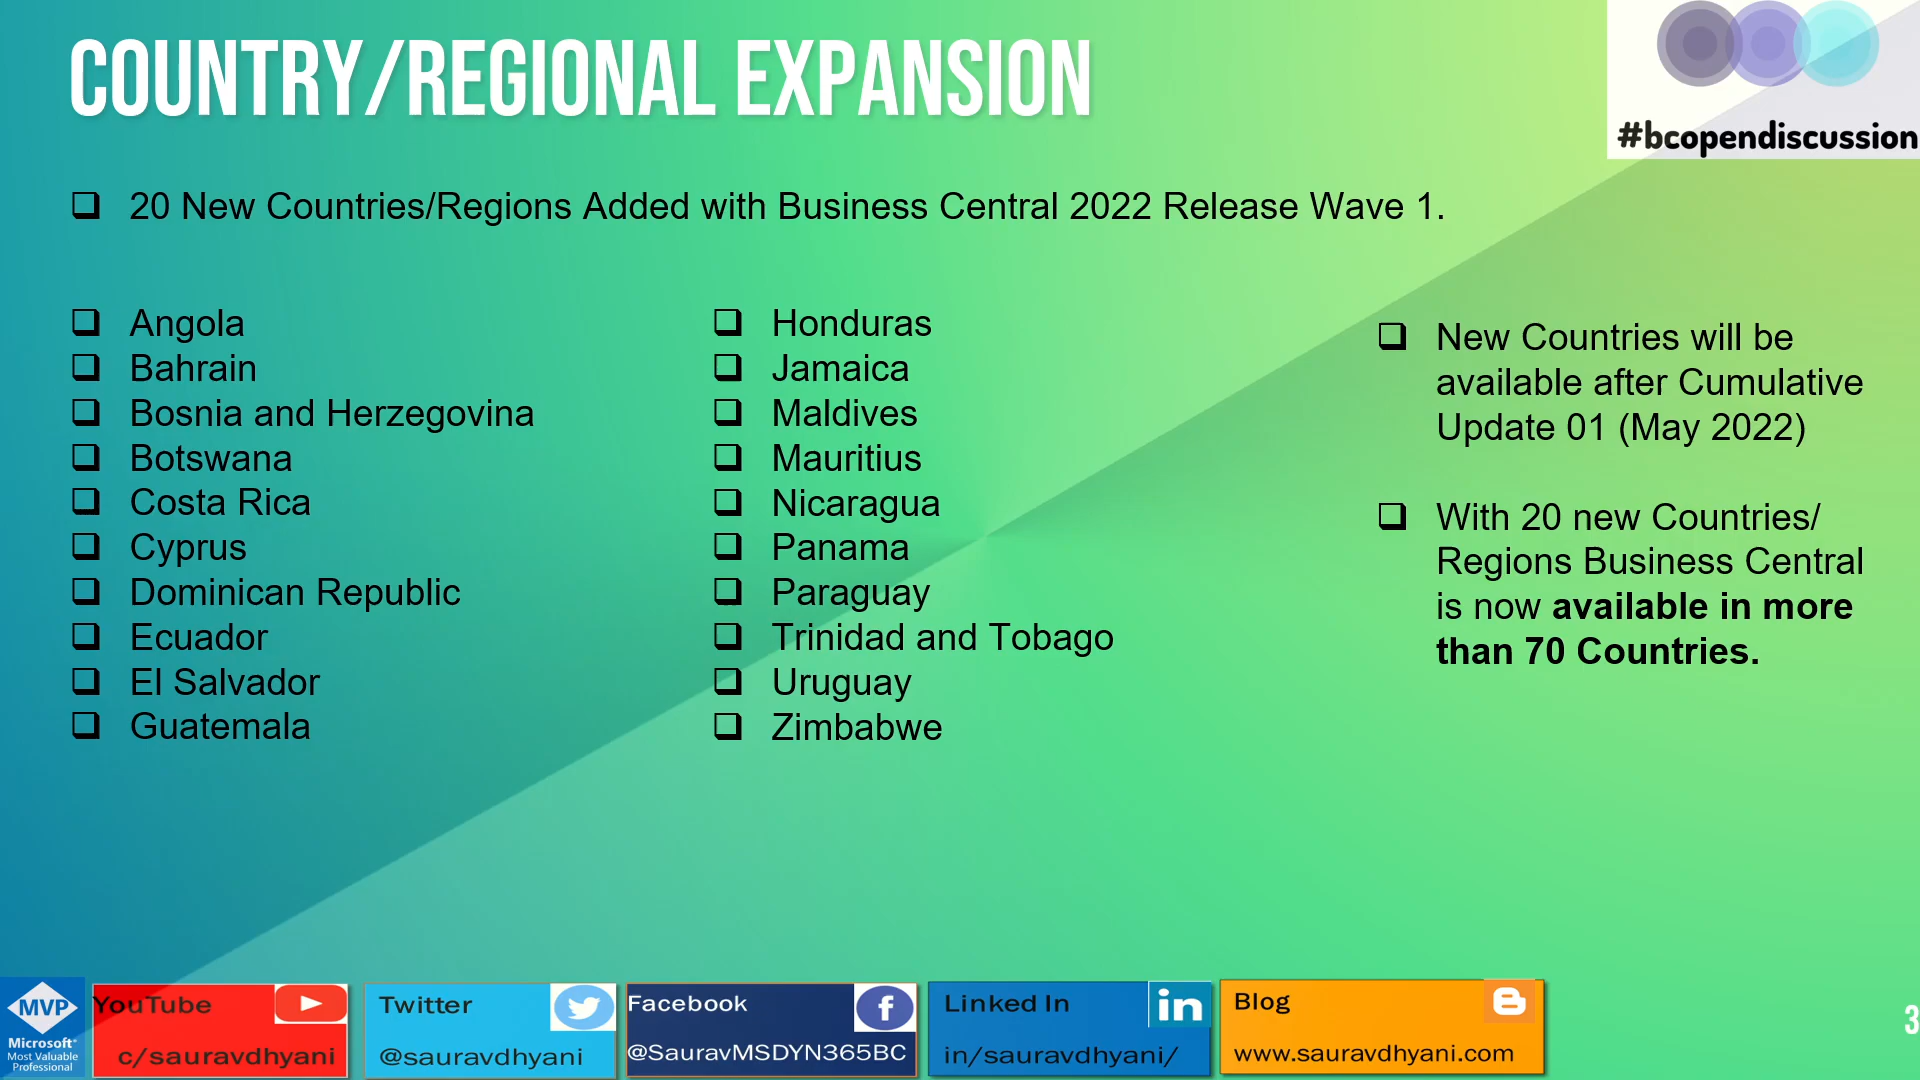 COUNTRY/REGIONAL EXPANSION
#bcopendiscussion
20 New Countries/Regions Added with Business Central 2022 Release Wave 1.
Angola
Bahrain
Bosnia and Herzegovina
Botswana
Costa Rica
Cyprus
Dominican Republic
Ecuador
El Salvador
Guatemala
Honduras
Jamaica
Maldives
Mauritius
Nicaragua
Panama
Paraguay
Trinidad and Tobago
Uruguay
Zimbabwe
New Countries will be
available after Cumulative
Update 01 (May 2022)
With 20 new Countries/
Regions Business Central
is now available in more
than 70 Countries.
MVP
Microsoft®
Most Valuable
Professional
YouTube
c/sauravdhyani
Twitter
@sauravdhyani
Facebook
@SauravMSDYN365BC
Linked In
in
in/sauravdhyani/
Blog
www.sauravdhyani.com
3